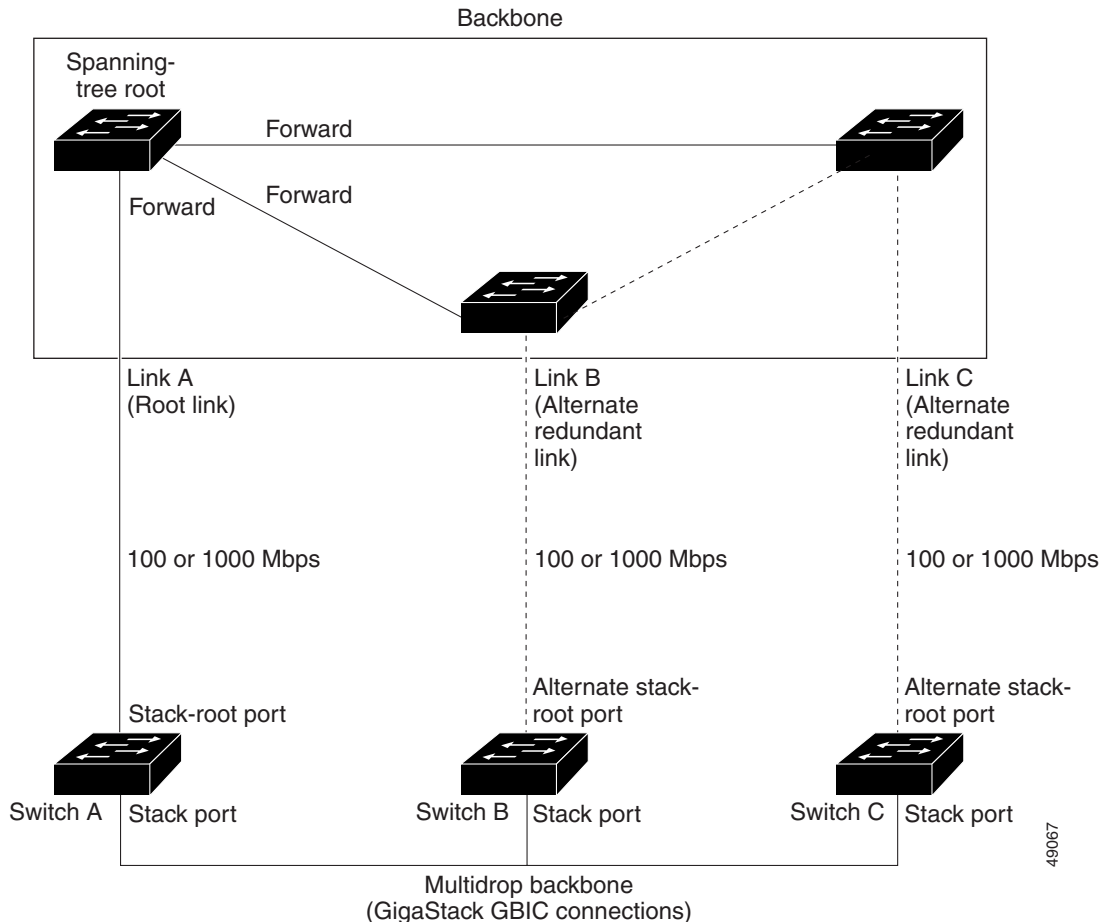 Backbone
Spanning-
tree root
Forward
Forward
Forward
Link A
(Root link)
Link B
(Alternate
redundant
link)
Link C
(Alternate
redundant
link)
100 or 1000 Mbps
100 or 1000 Mbps
100 or 1000 Mbps
Stack-root port
Alternate stack-
root port
Alternate stack-
root port
Switch A
Stack port
Switch B
Stack port
Switch C
Stack port
49067
Multidrop backbone
(GigaStack GBIC connections)